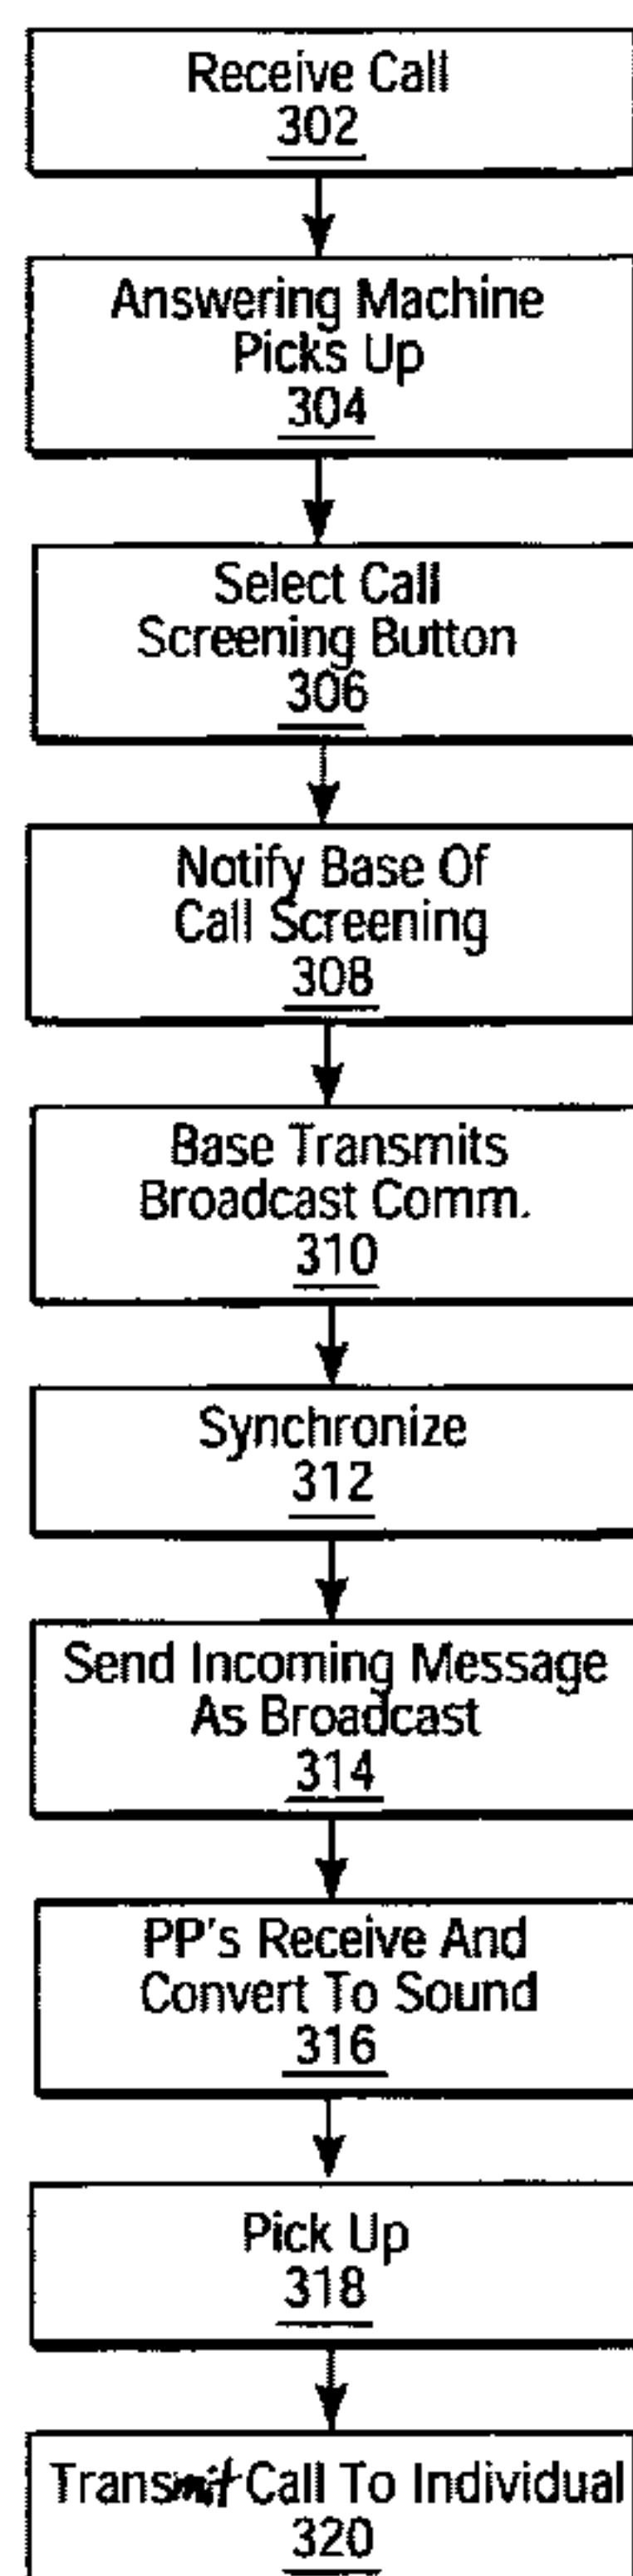 Receive Call
302
Answering Machine
Picks Up
304
Select Call
Screening Button
306
Notify Base Of
Call Screening
308
Base Transmits
Broadcast Comm.
310
Synchronize
312
Send Incoming Message
As Broadcast
314
PP's Receive And
Convert To Sound
316
Pick Up
318
Transmit Call To Individual
320